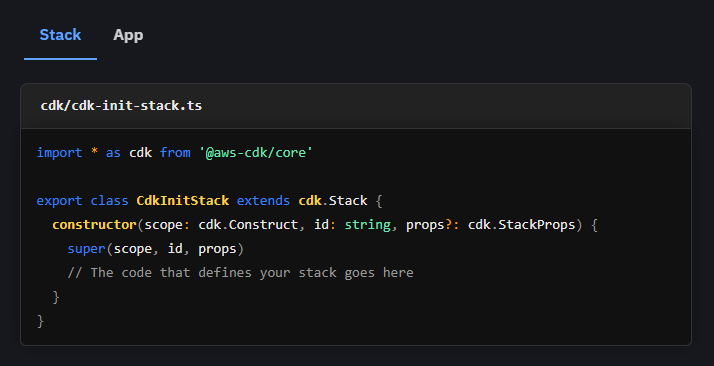 Stack App
cdk/cdk-init-stack.ts
import * as cdk from '@aws-cdk/core'
export class CdkInitStack extends cdk.Stack {
constructor(scope: cdk.Construct, id: string, props?: cdk.StackProps) {
super(scope, id, props)
// The code that defines your stack goes here
}
}